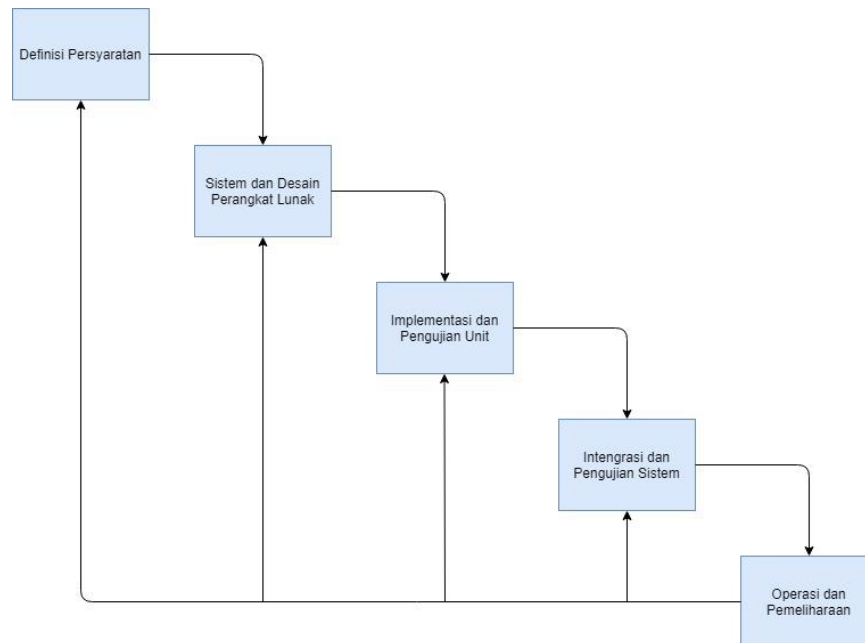 Definisi Persyaratan
Sistem dan Desain
Perangkat Lunak
Implementasi dan
Pengujian Unit
Intengrasi dan
Pengujian Sistem
Operasi dan
Pemeliharaan